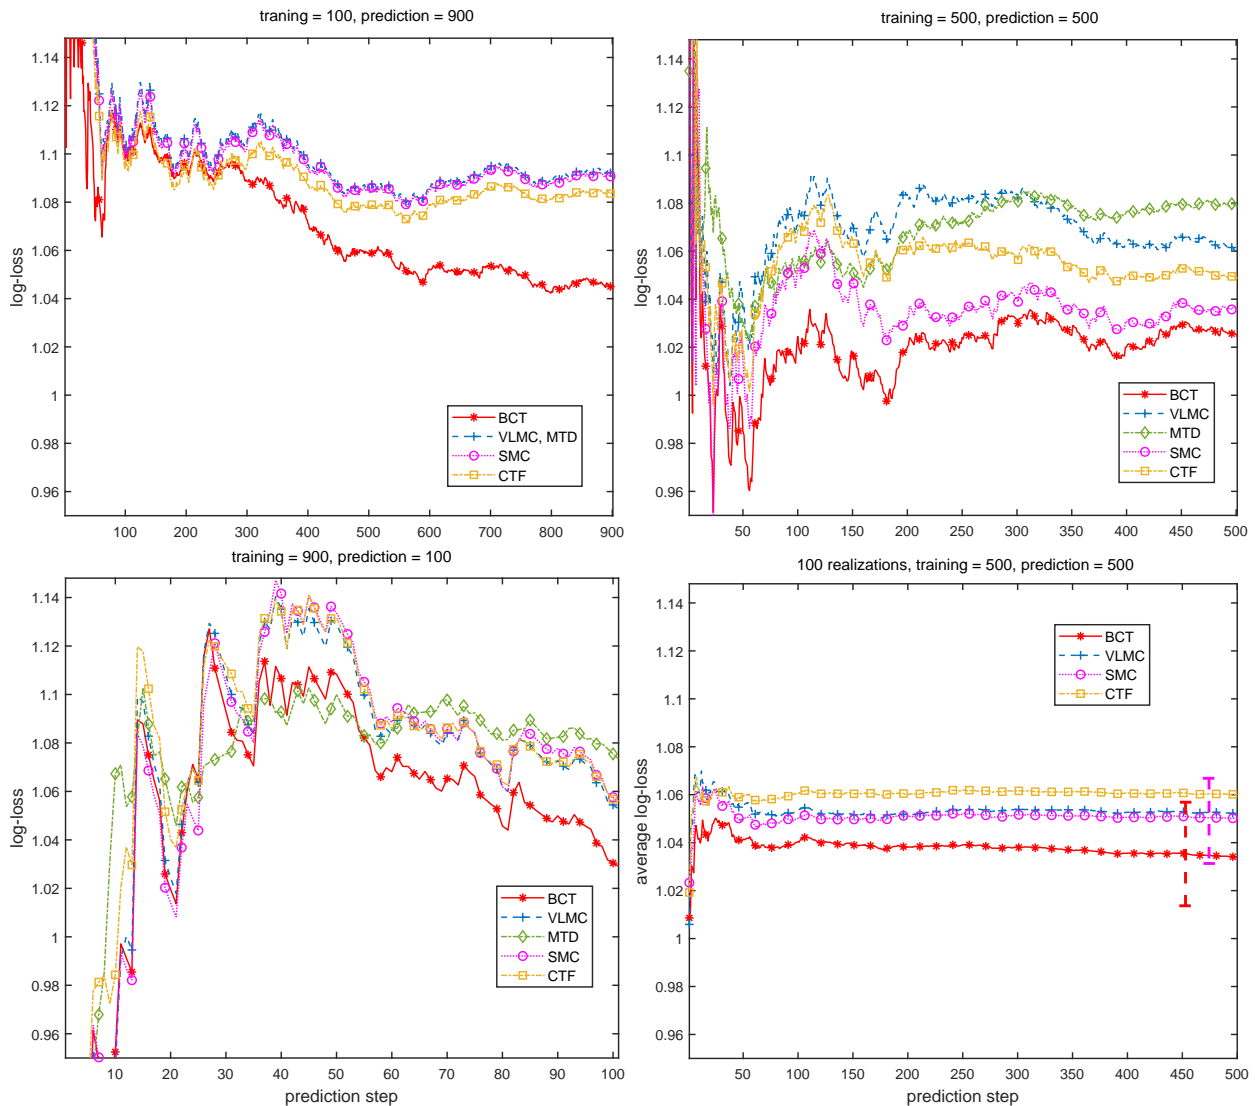 traning = 100, prediction = 900
1.14
1.12
1.1
1.08
1.06
1.04
1.02
1
0.98
0.96
log-loss
BCT
VLMC, MTD
SMC
CTF
100 200 300 400 500 600 700 800 900
training = 500, prediction = 500
1.14
1.12
1.1
1.08
1.06
1.04
1.02
1
0.98
0.96
log-loss
BCT
VLMC
MTD
SMC
CTF
50 100 150 200 250 300 350 400 450 500
training = 900, prediction = 100
1.14
1.12
1.1
1.08
1.06
1.04
1.02
1
0.98
0.96
log-loss
BCT
VLMC
MTD
SMC
CTF
10 20 30 40 50 60 70 80 90 100
prediction step
100 realizations, training = 500, prediction = 500
1.14
1.12
1.1
1.08
1.06
1.04
1.02
1
0.98
0.96
average log-loss
BCT
VLMC
SMC
CTF
50 100 150 200 250 300 350 400 450 500
prediction step